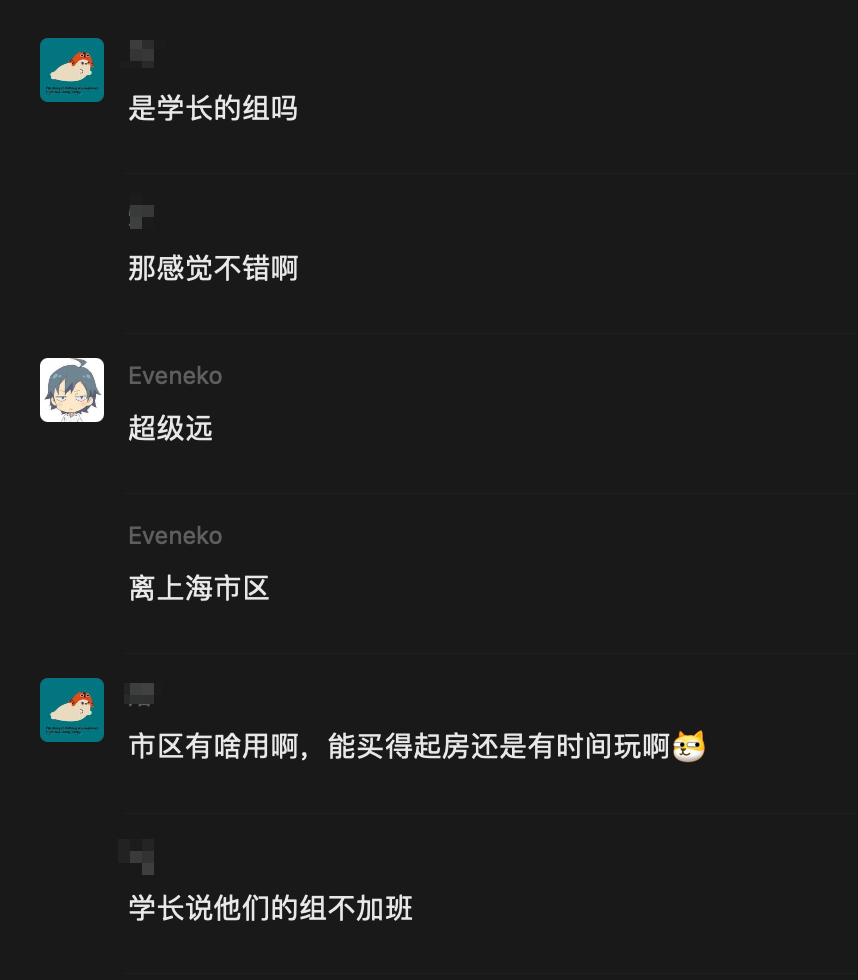 是学长的组吗
那感觉不错啊
Eveneko
超级远
Eveneko
离上海市区
市区有啥用啊，能买得起房还是有时间玩啊
学长说他们的组不加班